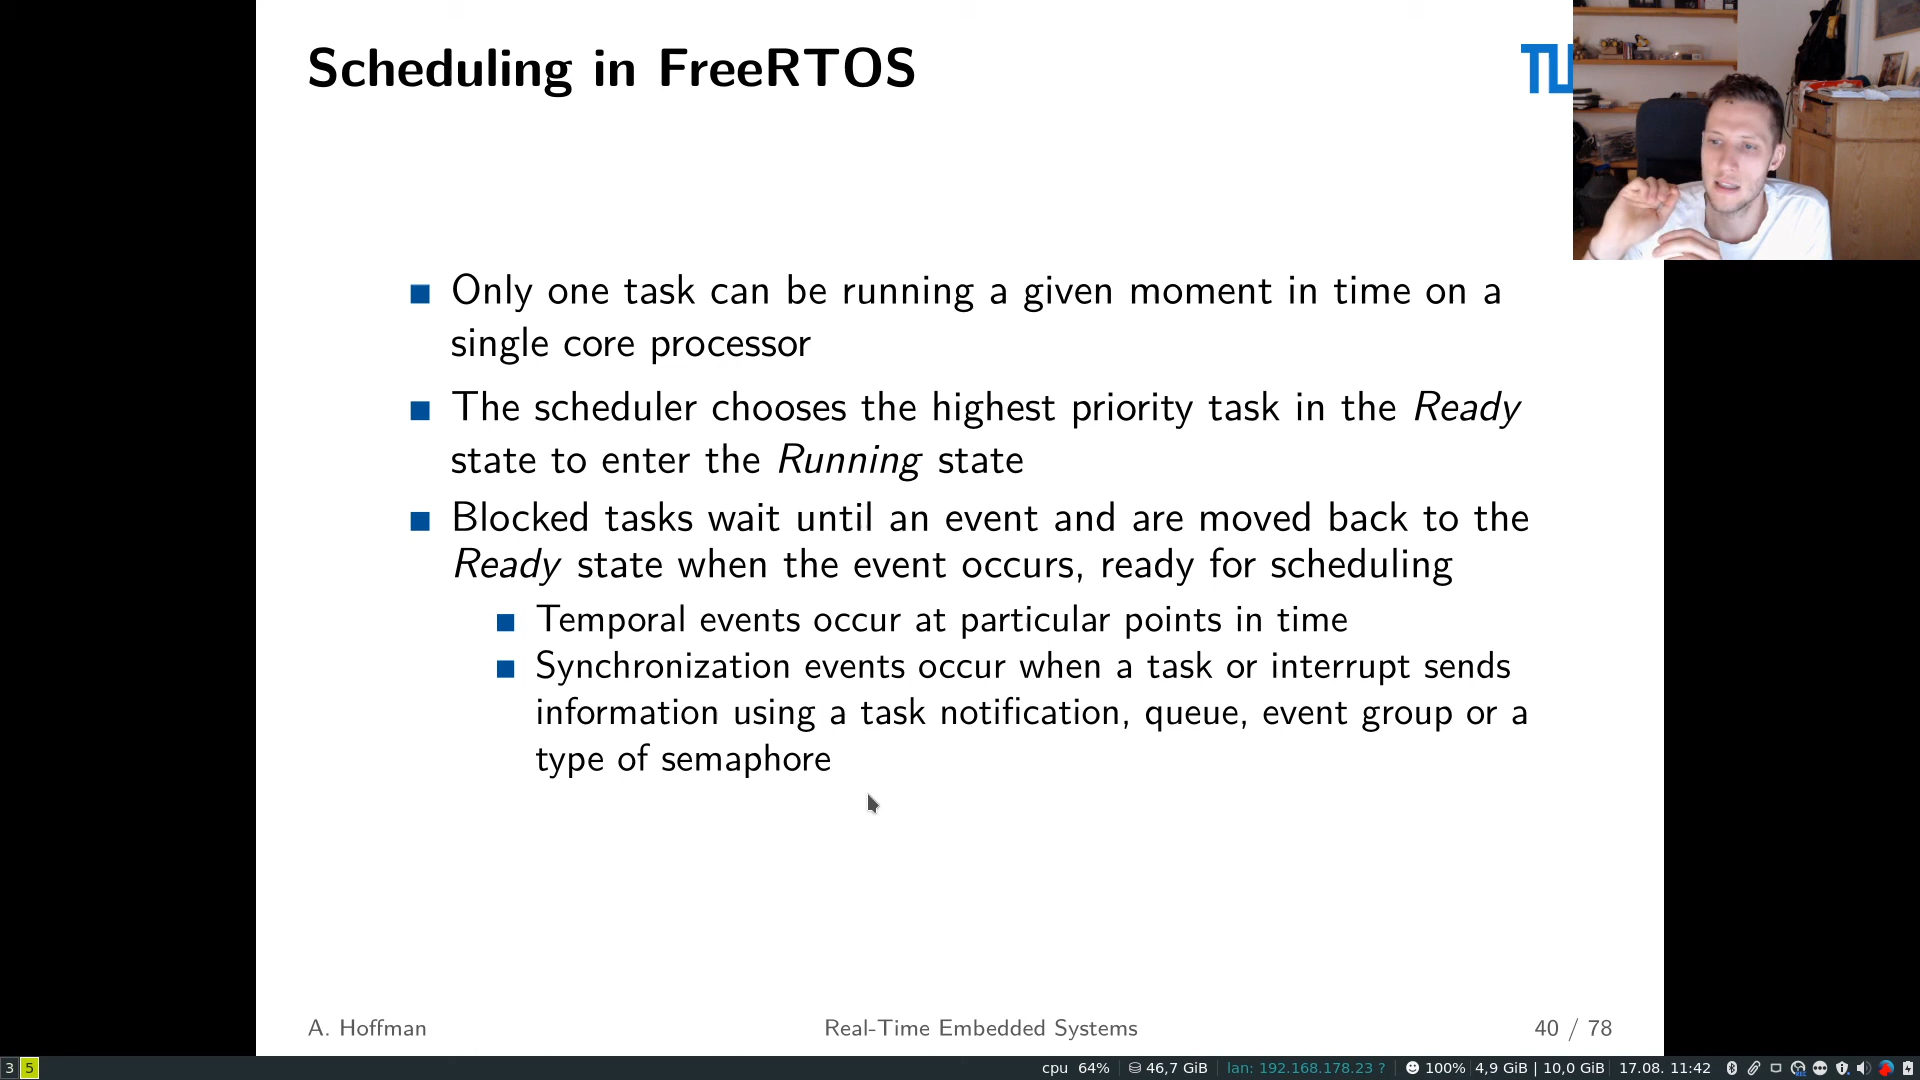 Scheduling in FreeRTOS
Only one task can be running a given moment in time on a
single core processor
The scheduler chooses the highest priority task in the Ready
state to enter the Running state
Blocked tasks wait until an event and are moved back to the
Ready state when the event occurs, ready for scheduling
Temporal events occur at particular points in time
Synchronization events occur when a task or interrupt sends
information using a task notification, queue, event group or a
type of semaphore
A. Hoffman
Real-Time Embedded Systems
40 / 78
3 5
cpu 64% 46,7 GiB lan: 192.168.178.23 ? 100% 4,9 GiB | 10,0 GiB 17.08. 11:42